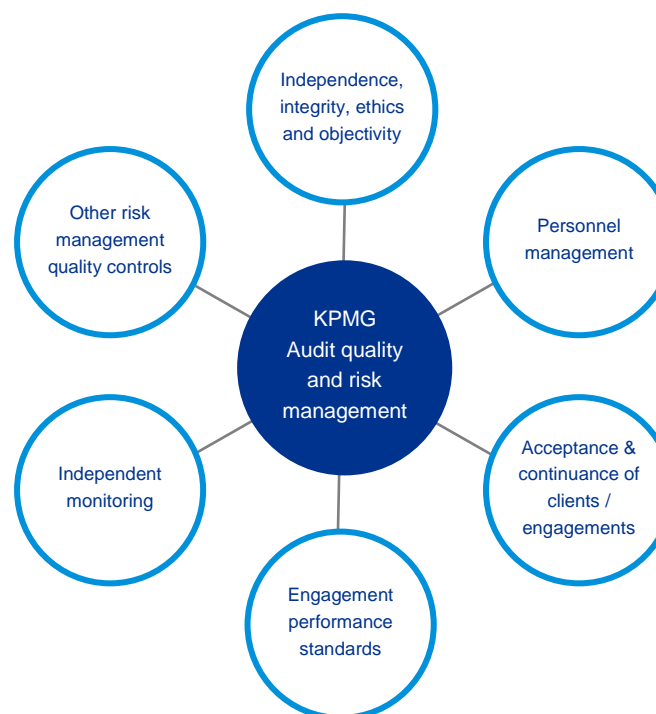 Independence,
integrity, ethics
and objectivity
Other risk
management
quality controls
Personnel
management
KPMG
Audit quality
and risk
management
Independent
monitoring
Acceptance &
continuance of
clients /
engagements
Engagement
performance
standards